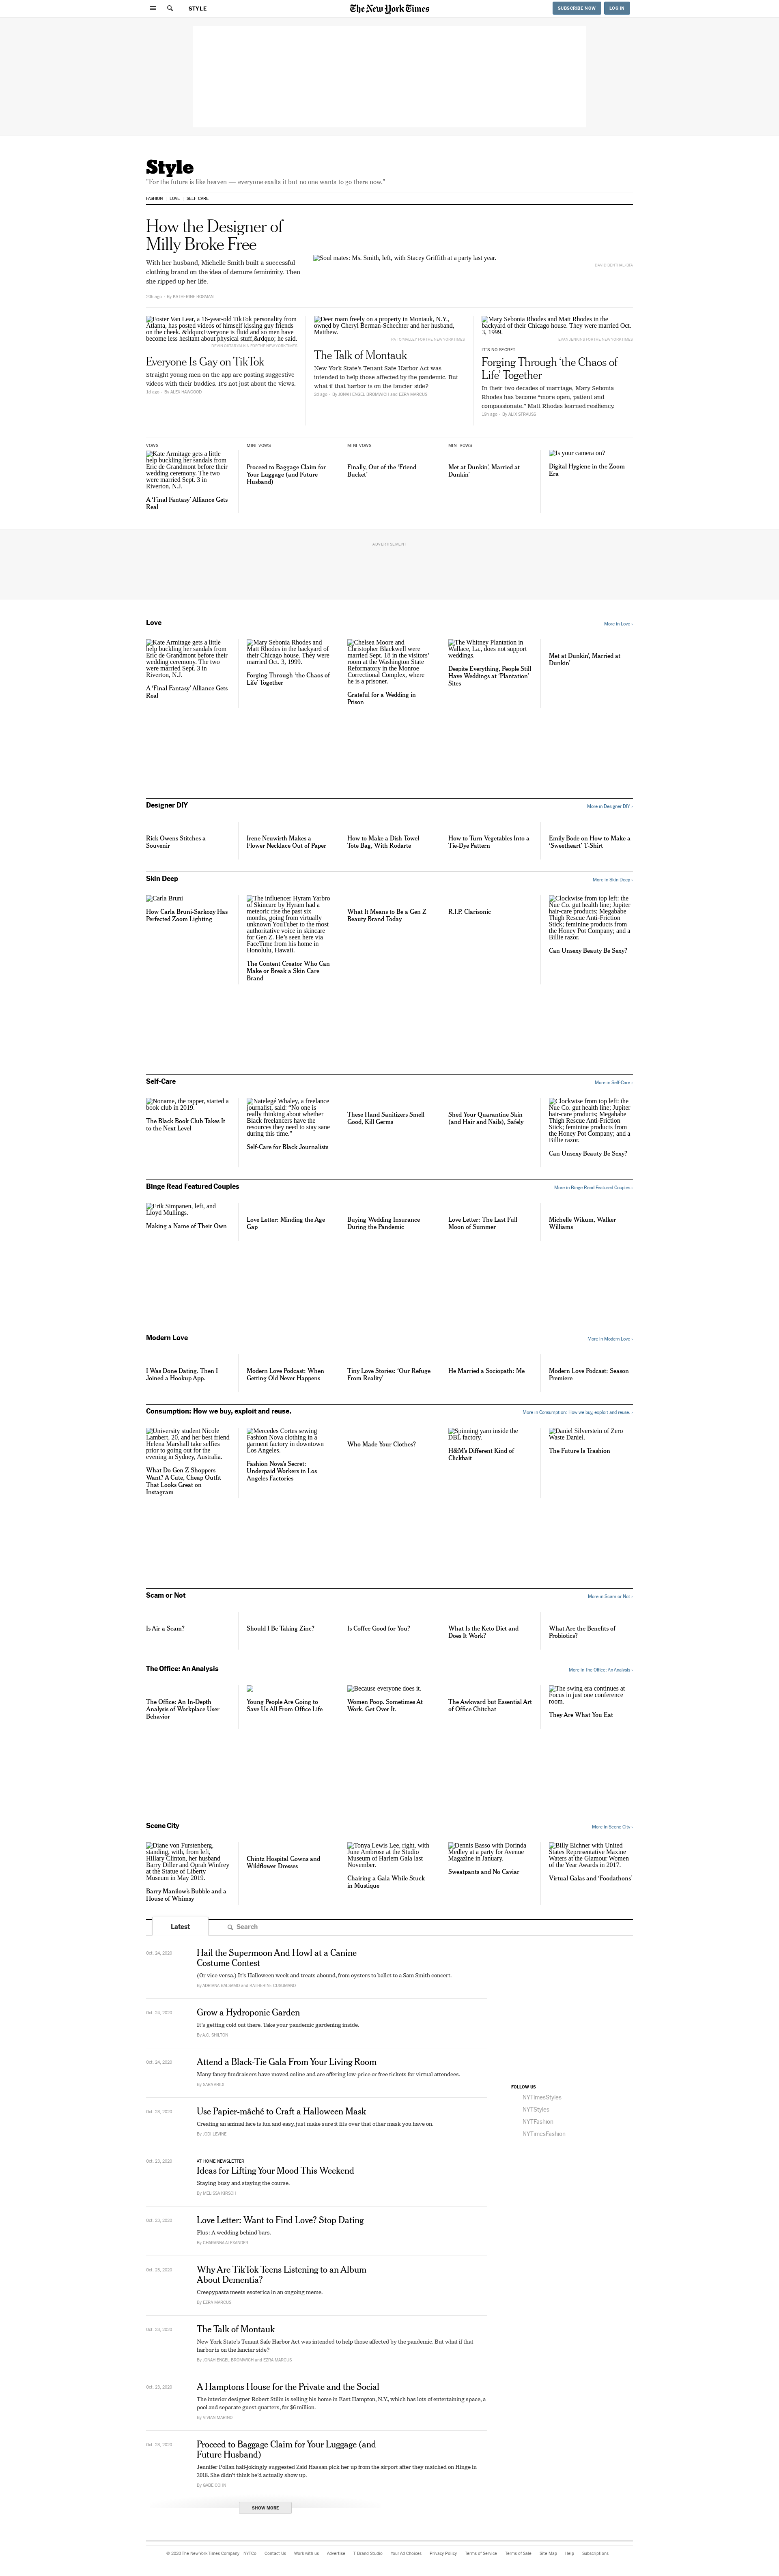 STYLE
The New York Times
SUBSCRIBE NOW
LOG IN
Style
"For the future is like heaven — everyone exalts it but no one wants to go there now."
FASHION
LOVE
SELF-CARE
How the Designer of
Milly Broke Free
With her husband, Michelle Smith built a successful
clothing brand on the idea of demure femininity. Then
she ripped up her life.
20h ago · By KATHERINE ROSMAN
Soul mates: Ms. Smith, left, with Stacey Griffith at a party last year.
Foster Van Lear, a 16-year-old TikTok personality from
Atlanta, has posted videos of himself kissing guy friends
on the cheek. &ldquo;Everyone is fluid and so men have
become less hesitant about physical stuff,&rdquo; he said.
Everyone Is Gay on TikTok
Straight young men on the app are posting suggestive
videos with their buddies. It's not just about the views.
1d ago · By ALEX HAWGOOD
Deer roam freely on a property in Montauk, N.Y.,
owned by Cheryl Berman-Schechter and her husband,
Matthew.
The Talk of Montauk
New York State's Tenant Safe Harbor Act was
intended to help those affected by the pandemic. But
what if that harbor is on the fancier side?
2d ago · By JONAH ENGEL BROMWICH and EZRA MARCUS
Mary Sebonia Rhodes and Matt Rhodes in the
backyard of their Chicago house. They were married Oct.
3, 1999.
IT'S NO SECRET
Forging Through 'the Chaos of
Life' Together
In their two decades of marriage, Mary Sebonia
Rhodes has become "more open, patient and
compassionate." Matt Rhodes learned resiliency.
18h ago · By ALIX STRAUSS
VOWS
Kate Armitage gets a little
help buckling her sandals from
Eric de Grandmont before their
wedding ceremony. The two
were married Sept. 3 in
Riverton, N.J.
A 'Final Fantasy' Alliance Gets
Real
MINI-VOWS
Proceed to Baggage Claim for
Your Luggage (and Future
Husband)
MINI-VOWS
Finally, Out of the 'Friend
Bucket'
MINI-VOWS
Met at Dunkin', Married at
Dunkin'
Is your camera on?
Digital Hygiene in the Zoom
Era
ADVERTISEMENT
Love
More in Love ›
Kate Armitage gets a little
help buckling her sandals from
Eric de Grandmont before their
wedding ceremony. The two
were married Sept. 3 in
Riverton, N.J.
A 'Final Fantasy' Alliance Gets
Real
Mary Sebonia Rhodes and
Matt Rhodes in the backyard of
their Chicago house. They were
married Oct. 3, 1999.
Forging Through 'the Chaos of
Life' Together
Chelsea Moore and
Christopher Blackwell were
married Sept. 18 in the visitors'
room at the Washington State
Reformatory in the Monroe
Correctional Complex, where
he is a prisoner.
Grateful for a Wedding in
Prison
The Whitney Plantation in
Wallace, La., does not support
weddings.
Despite Everything, People Still
Have Weddings at 'Plantation'
Sites
Met at Dunkin', Married at
Dunkin'
Designer DIY
More in Designer DIY ›
Rick Owens Stitches a
Souvenir
Irene Neuwirth Makes a
Flower Necklace Out of Paper
How to Make a Dish Towel
Tote Bag, With Rodarte
How to Turn Vegetables Into a
Tie-Dye Pattern
Emily Bode on How to Make a
'Sweetheart' T-Shirt
Skin Deep
More in Skin Deep ›
Carla Bruni
How Carla Bruni-Sarkozy Has
Perfected Zoom Lighting
The influencer Hyram Yarbro
of Skincare by Hyram had a
meteoric rise the past six
months, going from virtually
unknown YouTuber to the most
authoritative voice in skincare
for Gen Z. He's seen here via
FaceTime from his home in
Honolulu, Hawaii.
The Content Creator Who Can
Make or Break a Skin Care
Brand
What It Means to Be a Gen Z
Beauty Brand Today
R.I.P. Clarisonic
Clockwise from top left: the
Nue Co. gut health line; Jupiter
hair-care products; Megababe
Thigh Rescue Anti-Friction
Stick; feminine products from
the Honey Pot Company; and a
Billie razor.
Can Unsexy Beauty Be Sexy?
Self-Care
More in Self-Care ›
Noname, the rapper, started a
book club in 2019.
The Black Book Club Takes It
to the Next Level
Natelegé Whaley, a freelance
journalist, said: "No one is
really thinking about whether
Black freelancers have the
resources they need to stay sane
during this time."
Self-Care for Black Journalists
These Hand Sanitizers Smell
Good, Kill Germs
Shed Your Quarantine Skin
(and Hair and Nails), Safely
Clockwise from top left: the
Nue Co. gut health line; Jupiter
hair-care products; Megababe
Thigh Rescue Anti-Friction
Stick; feminine products from
the Honey Pot Company; and a
Billie razor.
Can Unsexy Beauty Be Sexy?
Binge Read Featured Couples
More in Binge Read Featured Couples ›
Erik Simpanen, left, and
Lloyd Mullings.
Making a Name of Their Own
Love Letter: Minding the Age
Gap
Buying Wedding Insurance
During the Pandemic
Love Letter: The Last Full
Moon of Summer
Michelle Wikum, Walker
Williams
Modern Love
More in Modern Love ›
I Was Done Dating. Then I
Joined a Hookup App.
Modern Love Podcast: When
Getting Old Never Happens
Tiny Love Stories: 'Our Refuge
From Reality'
He Married a Sociopath: Me
Modern Love Podcast: Season
Premiere
Consumption: How we buy, exploit and reuse.
More in Consumption: How we buy, exploit and reuse. ›
University student Nicole
Lambert, 20, and her best friend
Helena Marshall take selfies
prior to going out for the
evening in Sydney, Australia.
What Do Gen Z Shoppers
Want? A Cute, Cheap Outfit
That Looks Great on
Instagram
Mercedes Cortes sewing
Fashion Nova clothing in a
garment factory in downtown
Los Angeles.
Fashion Nova's Secret:
Underpaid Workers in Los
Angeles Factories
Who Made Your Clothes?
Spinning yarn inside the
DBL factory.
H&M's Different Kind of
Clickbait
Daniel Silverstein of Zero
Waste Daniel.
The Future Is Trashion
Scam or Not
More in Scam or Not ›
Is Air a Scam?
Should I Be Taking Zinc?
Is Coffee Good for You?
What Is the Keto Diet and
Does It Work?
What Are the Benefits of
Probiotics?
The Office: An Analysis
More in The Office: An Analysis ›
The Office: An In-Depth
Analysis of Workplace User
Behavior
Young People Are Going to
Save Us All From Office Life
Because everyone does it.
Women Poop. Sometimes At
Work. Get Over It.
The Awkward but Essential Art
of Office Chitchat
The swing era continues at
Focus in just one conference
room.
They Are What You Eat
Scene City
More in Scene City ›
Diane von Furstenberg,
standing, with, from left,
Hillary Clinton, her husband
Barry Diller and Oprah Winfrey
at the Statue of Liberty
Museum in May 2019.
Barry Manilow's Bubble and a
House of Whimsy
Chintz Hospital Gowns and
Wildflower Dresses
Tonya Lewis Lee, right, with
June Ambrose at the Studio
Museum of Harlem Gala last
November.
Chairing a Gala While Stuck
in Mustique
Dennis Basso with Dorinda
Medley at a party for Avenue
Magazine in January.
Sweatpants and No Caviar
Billy Eichner with United
States Representative Maxine
Waters at the Glamour Women
of the Year Awards in 2017.
Virtual Galas and 'Foodathons'
Latest
Search
Oct. 24, 2020
Hail the Supermoon and Howl at a Canine
Costume Contest
(Or vice versa.) It's Halloween week and treats abound, from oysters to ballet to a Sam Smith concert.
By ADRIANA BALSAMO and KATHERINE CUSUMANO
Oct. 24, 2020
Grow a Hydroponic Garden
It's getting cold out there. Take your pandemic gardening inside.
By A.C. SHILTON
Oct. 24, 2020
Attend a Black-Tie Gala From Your Living Room
Many fancy fundraisers have moved online and are offering low-price or free tickets for virtual attendees.
By SARA ARIDI
Oct. 23, 2020
Use Papier-mâché to Craft a Halloween Mask
Creating an animal face is fun and easy, just make sure it fits over that other mask you have on.
By JODI LEVINE
Oct. 23, 2020
AT HOME NEWSLETTER
Ideas for Lifting Your Mood This Weekend
Staying busy and staying the course.
By MELISSA KIRSCH
Oct. 23, 2020
Love Letter: Want to Find Love? Stop Dating
Plus: A wedding behind bars.
By CHARANNA ALEXANDER
Oct. 23, 2020
Why Are TikTok Teens Listening to an Album
About Dementia?
Creepypasta meets esoterica in an ongoing meme.
By EZRA MARCUS
Oct. 23, 2020
The Talk of Montauk
New York State's Tenant Safe Harbor Act was intended to help those affected by the pandemic. But what if that
harbor is on the fancier side?
By JONAH ENGEL BROMWICH and EZRA MARCUS
Oct. 23, 2020
A Hamptons House for the Private and the Social
The interior designer Robert Stilin is selling his home in East Hampton, N.Y., which has lots of entertaining space, a
pool and separate guest quarters, for $6 million.
By VIVIAN MARINO
Oct. 23, 2020
Proceed to Baggage Claim for Your Luggage (and
Future Husband)
Jennifer Pollan half-jokingly suggested Zaid Hassan pick her up from the airport after they matched on Hinge in
2018. She didn't think he'd actually show up.
By GABE COHN
SHOW MORE
FOLLOW US
NYTimesStyles
NYTStyles
NYTFashion
NYTimesFashion
© 2020 The New York Times Company
NYTCo
Contact Us
Work with us
Advertise
T Brand Studio
Your Ad Choices
Privacy Policy
Terms of Service
Terms of Sale
Site Map
Help
Subscriptions